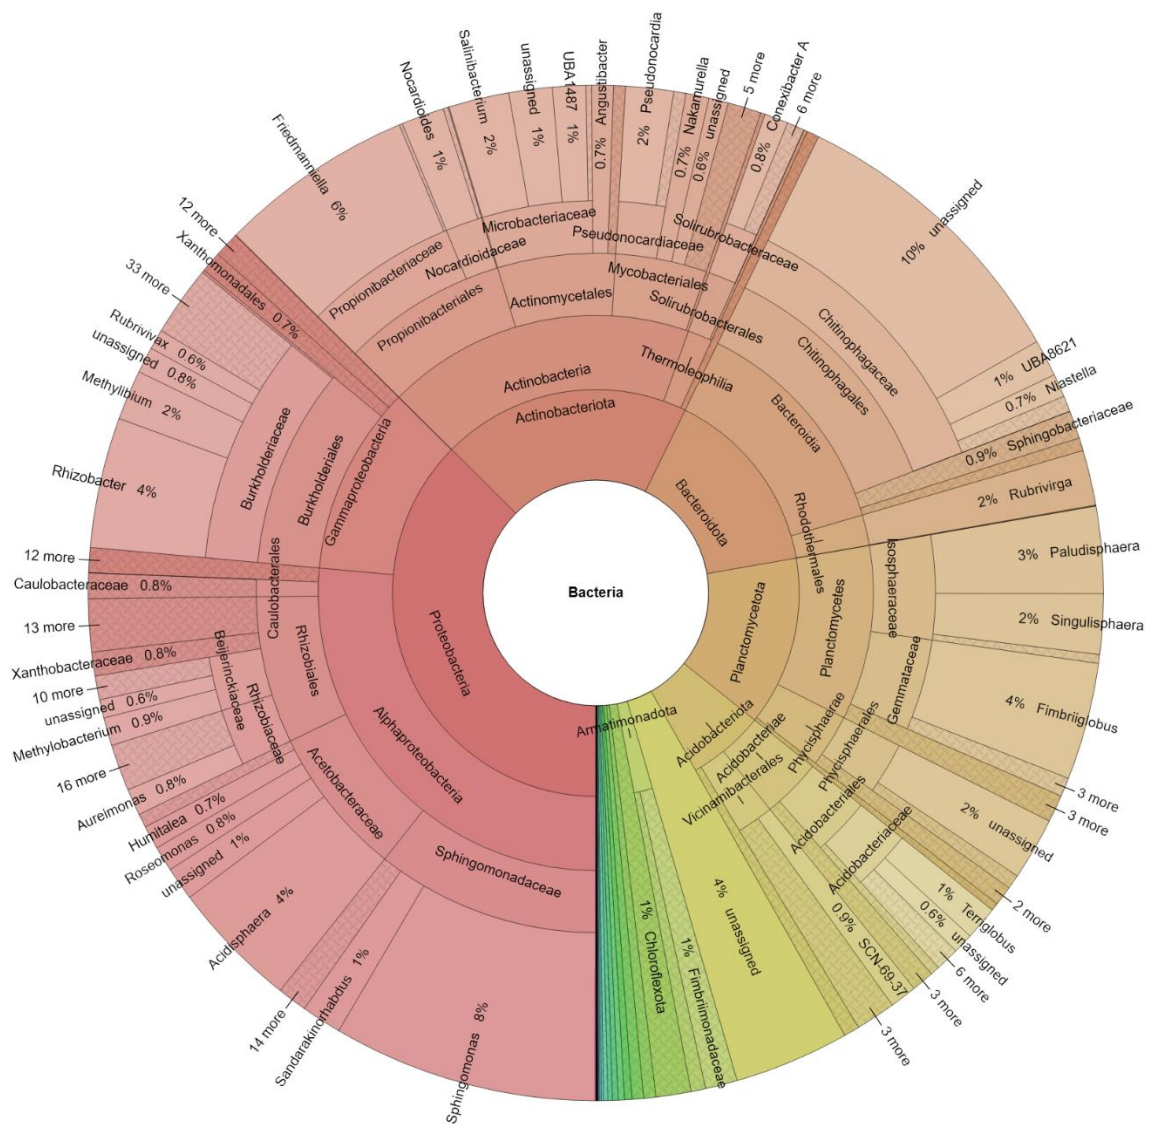 Bacteria
Proteobacteria
Actinobacteriota
Bacteroidota
Planctomycetota
Acidobacteriota
Armatimonadota
Gammaproteobacteria
Alphaproteobacteria
Actinobacteria
Thermoleophilia
Bacteroidia
Rhodothermales
Planctomycetes
Phycisphaerae
Acidobacteriae
Vicinamibacterales
Burkholderiales
Burkholderiaceae
Caulobacterales
Rhizobiales
Beijerinckiaceae
Rhizobiaceae
Acetobacteraceae
Sphingomonadaceae
Propionibacteriales
Propionibacteriaceae
Nocardioidaceae
Actinomycetales
Microbacteriaceae
Mycobacteriales
Pseudonocardiaceae
Solirubrobacterales
Solirubrobacteraceae
Chitinophagales
Chitinophagaceae
Isosphaeraceae
Gemmataceae
Phycisphaerales
Acidobacteriales
Acidobacteriaceae
Friedmanniella 6%
Nocardioides 1%
Salinibacterium 2%
unassigned 1%
UBA1487 1%
0.7% Angustibacter
2% Pseudonocardia
0.7% Nakamurella
0.6% unassigned
5 more
0.8% Conexibacter A
6 more
10% unassigned
1% UBA8621
0.7% Niastella
0.9% Sphingobacteriaceae
2% Rubrivirga
3% Paludisphaera
2% Singulisphaera
4% Fimbriiglobus
3 more
3 more
2% unassigned
2 more
1% Terriglobus
0.6% unassigned
6 more
3 more
0.9% SCN-69-37
3 more
4% unassigned
1% Fimbriimonadaceae
1% Chloroflexota
Sphingomonas 8%
Sandarakinorhabdus 1%
14 more
Acidisphaera 4%
unassigned 1%
Roseomonas 0.8%
Humitalea 0.7%
Aureimonas 0.8%
16 more
Methylobacterium 0.9%
unassigned 0.6%
10 more
Xanthobacteraceae 0.8%
13 more
Caulobacteraceae 0.8%
12 more
Rhizobacter 4%
Methylibium 2%
unassigned 0.8%
Rubrivivax 0.6%
33 more
Xanthomonadales 0.7%
12 more